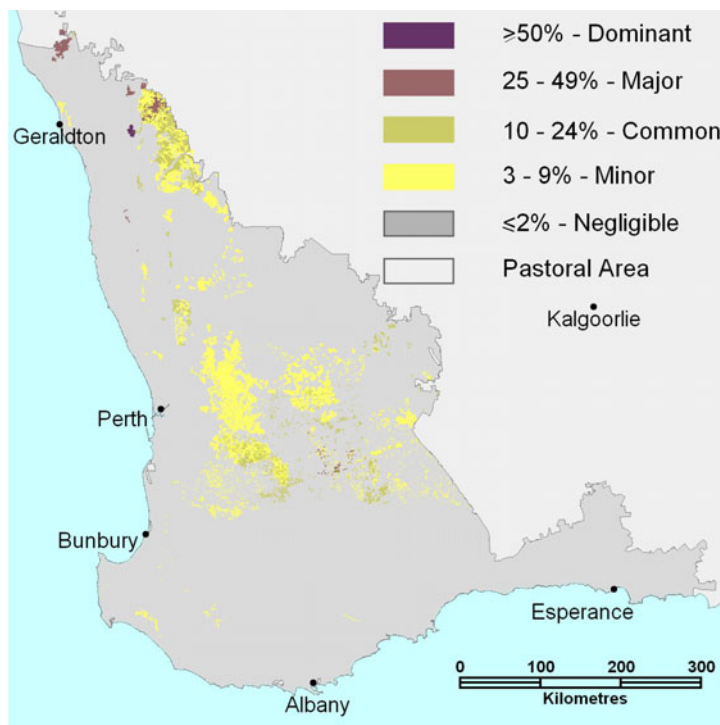 ≥50% - Dominant
25 - 49% - Major
10 - 24% - Common
3 - 9% - Minor
≤2% - Negligible
Pastoral Area
Geraldton
Kalgoorlie
Perth
Bunbury
Esperance
Albany
0 100 200 300
Kilometres